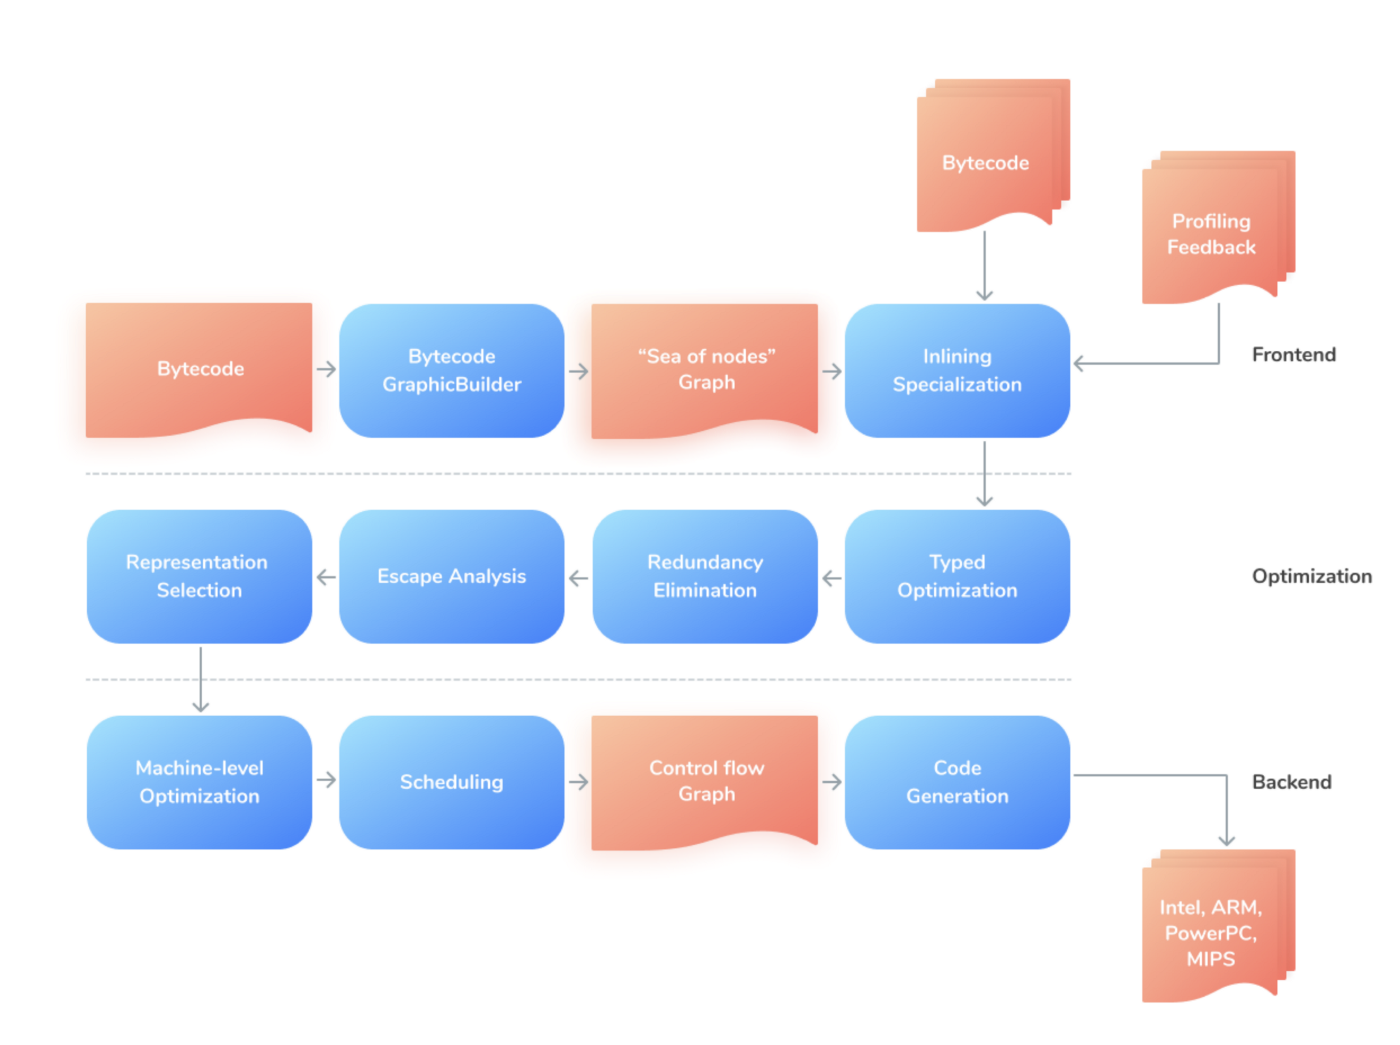 Bytecode
Profiling
Feedback
Bytecode
Bytecode
GraphicBuilder
“Sea of nodes”
Graph
Inlining
Specialization
Frontend
Representation
Selection
Escape Analysis
Redundancy
Elimination
Typed
Optimization
Optimization
Machine-level
Optimization
Scheduling
Control flow
Graph
Code
Generation
Backend
Intel, ARM,
PowerPC,
MIPS